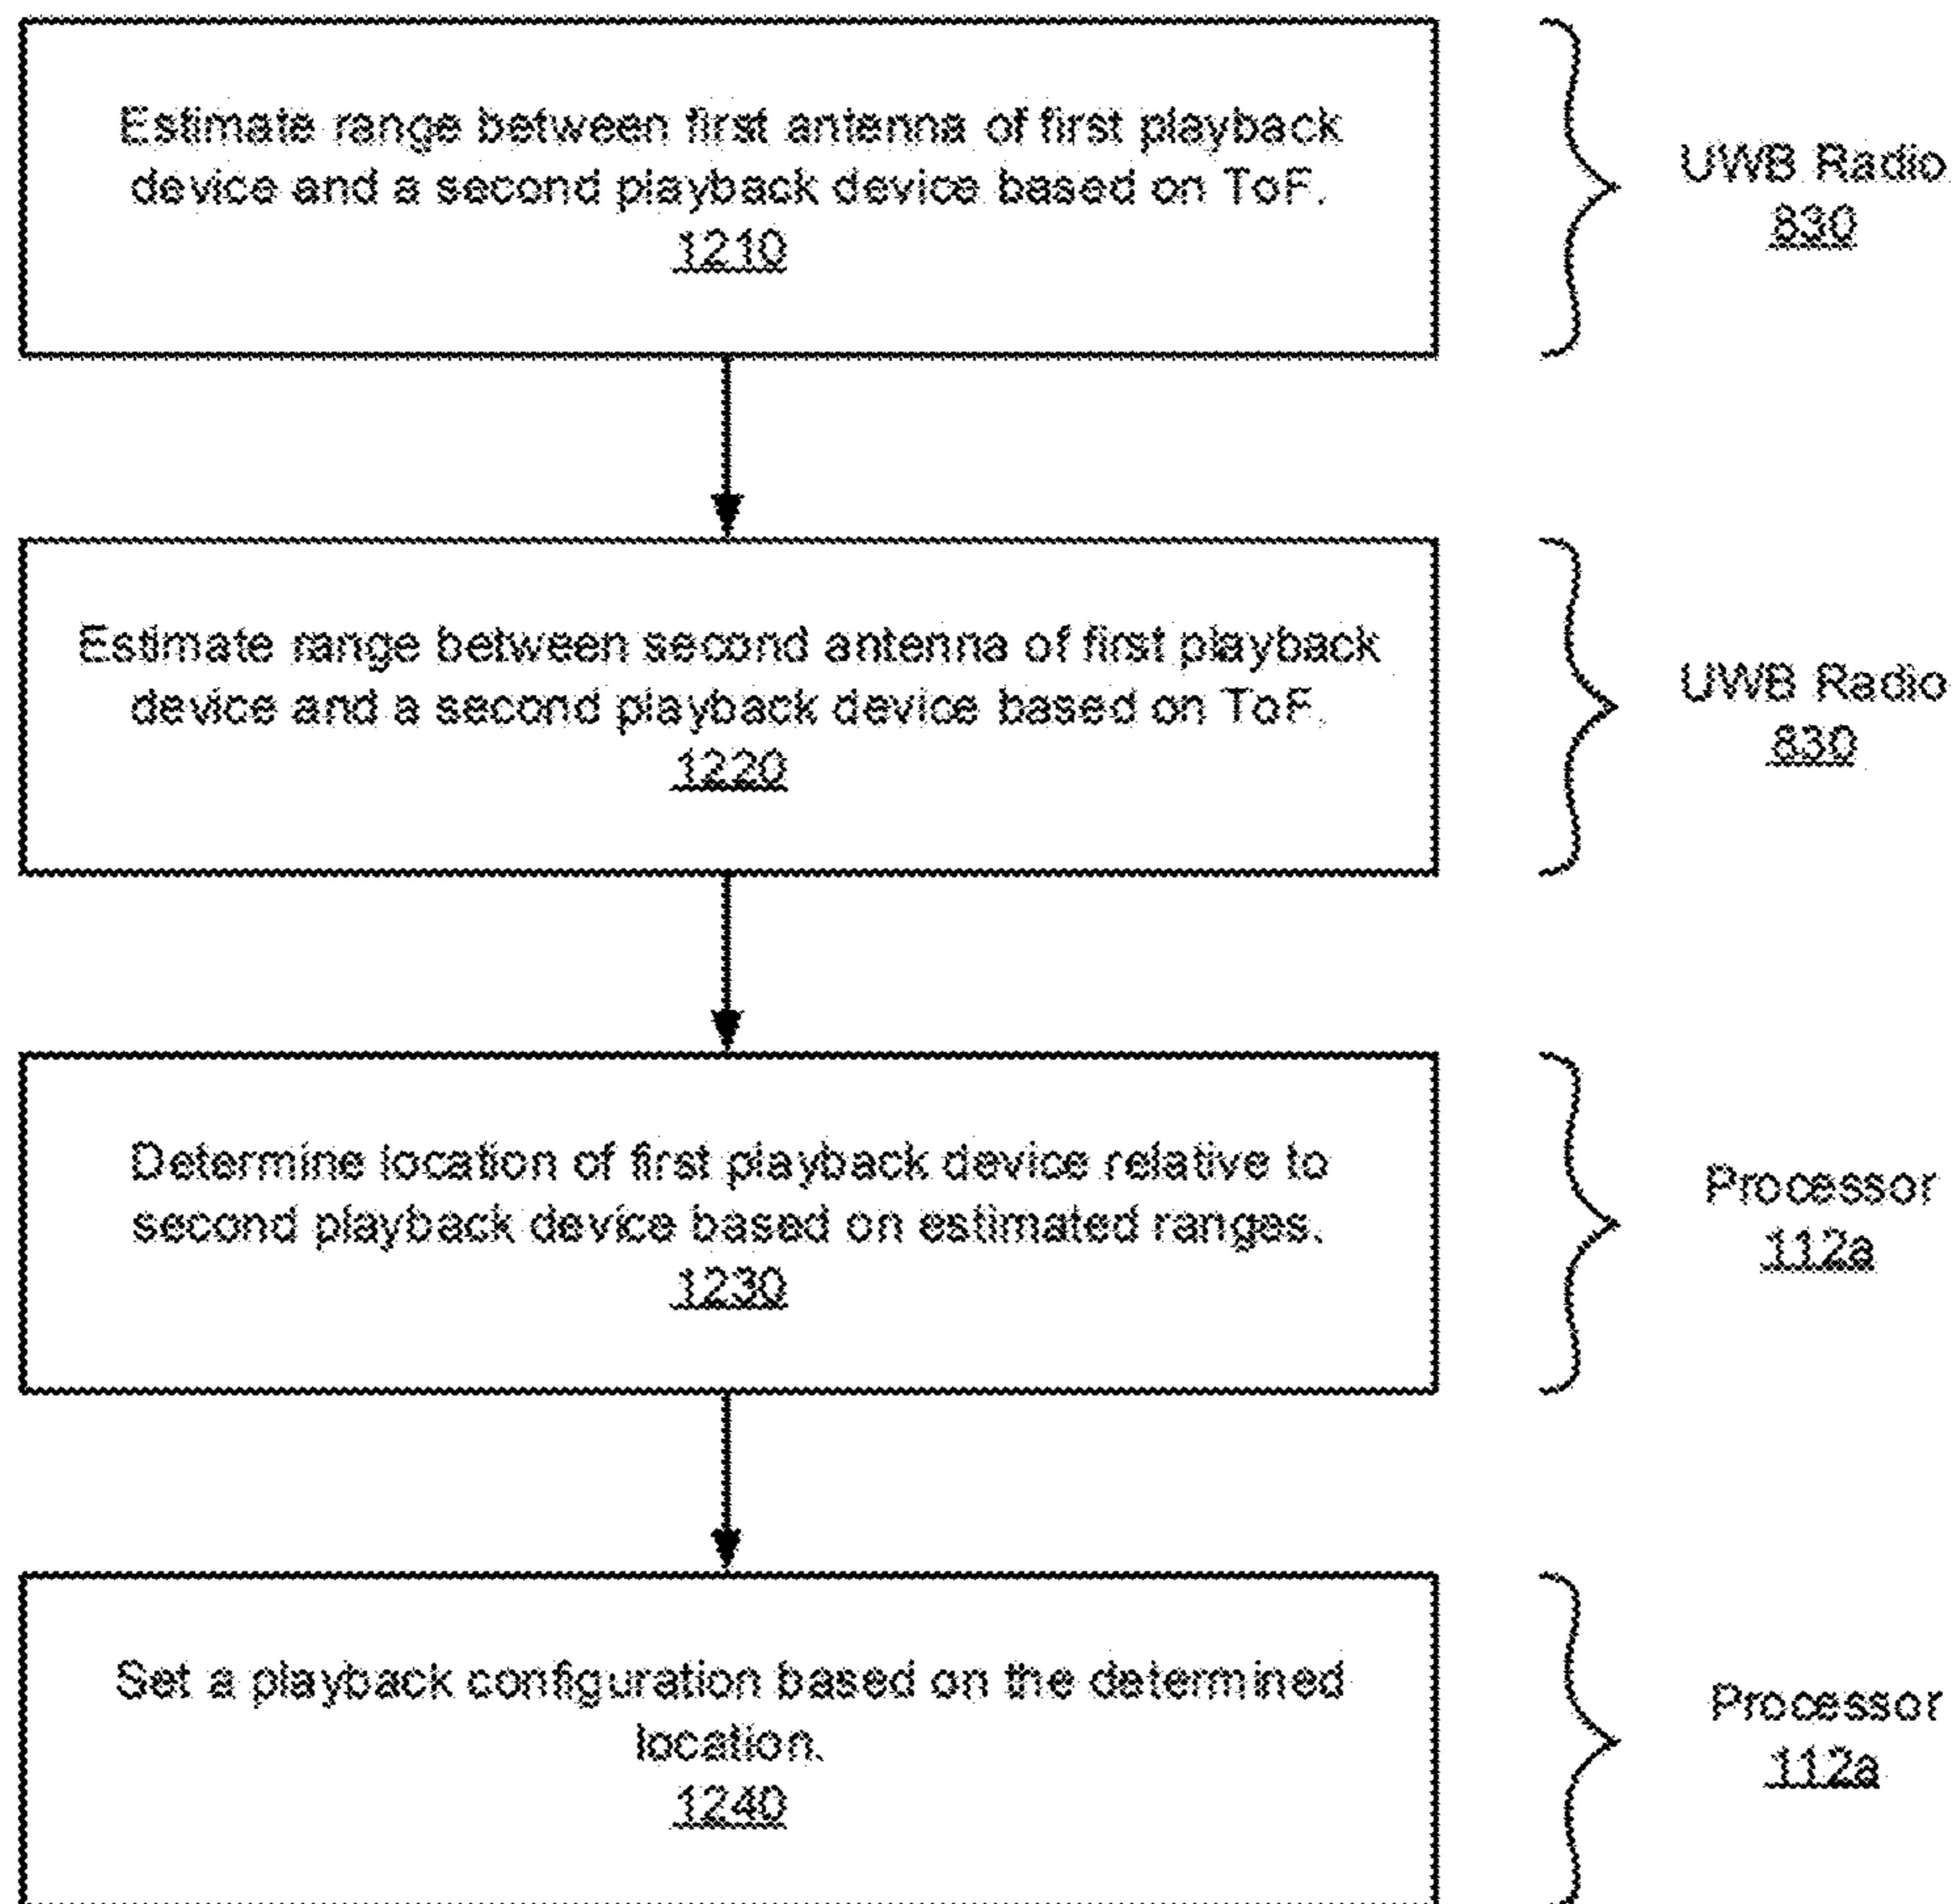 Estimate range between first antenna of first playback
device and a second playback device based on ToF.
1210
UWB Radio
830
Estimate range between second antenna of first playback
device and a second playback device based on ToF.
1220
UWB Radio
830
Determine location of first playback device relative to
second playback device based on estimated ranges.
1230
Processor
112a
Set a playback configuration based on the determined
location.
1240
Processor
112a